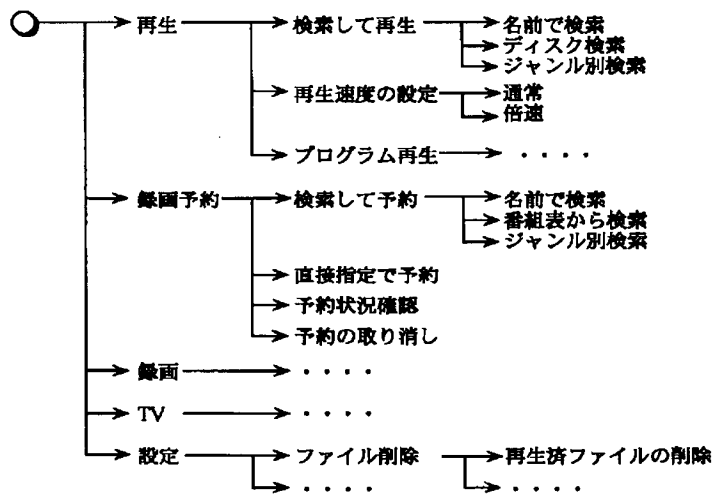 再生
検索して再生
名前で検索
ディスク検索
ジャンル別検索
再生速度の設定
通常
倍速
プログラム再生
・・・・
録画予約
検索して予約
名前で検索
番組表から検索
ジャンル別検索
直接指定で予約
予約状況確認
予約の取り消し
録画
・・・・
TV
・・・・
設定
ファイル削除
再生済ファイルの削除
・・・・
・・・・